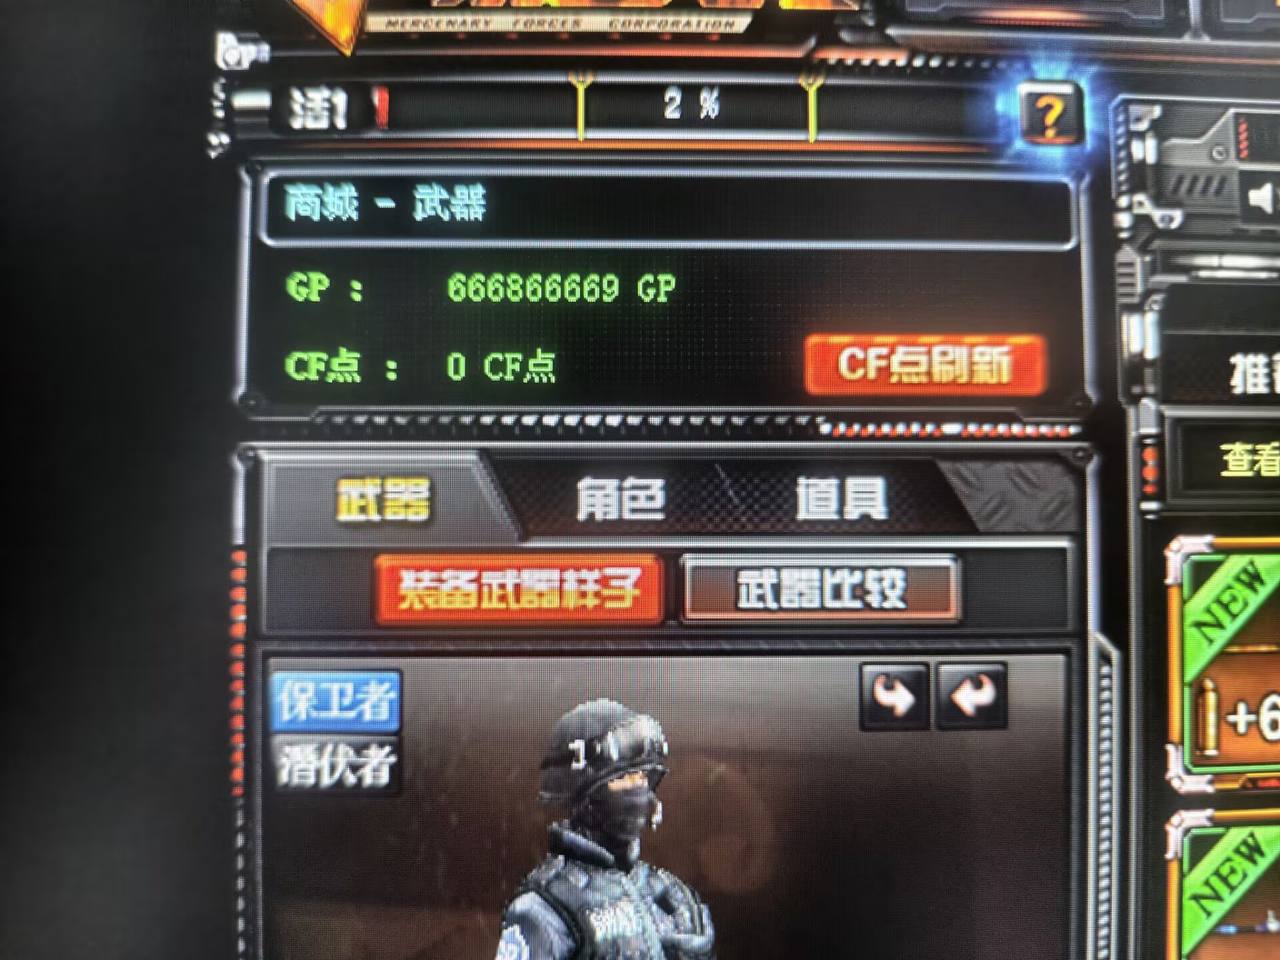 MERCENARY FORCES CORPORATION
活1
2 %
?
商城 - 武器
GP : 666866669 GP
CF点 : 0 CF点
CF点刷新
武器 角色 道具
装备武器样子 武器比较
保卫者
潜伏者
SWAT
查看
NEW
+6
NEW